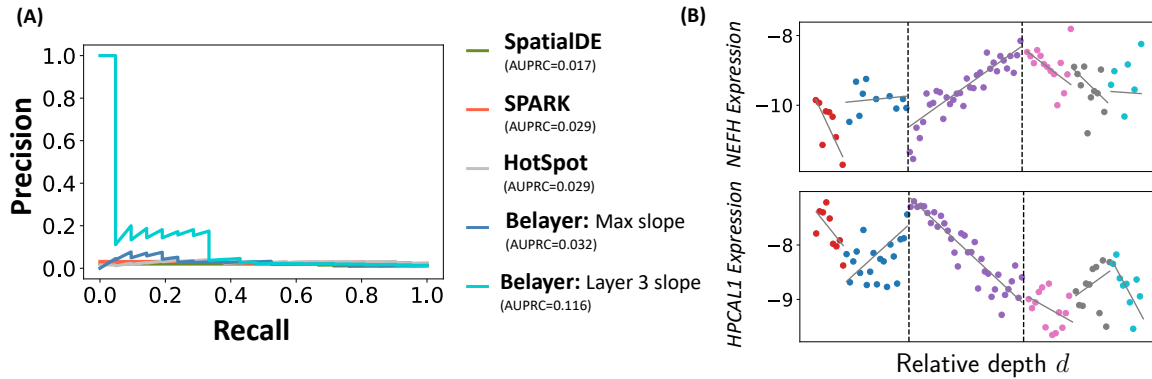 (A)
Precision
1.0
0.8
0.6
0.4
0.2
0.0
0.0 0.2 0.4 0.6 0.8 1.0
Recall
SpatialDE
(AUPRC=0.017)
SPARK
(AUPRC=0.029)
HotSpot
(AUPRC=0.029)
Belayer: Max slope
(AUPRC=0.032)
Belayer: Layer 3 slope
(AUPRC=0.116)
(B)
NEFH Expression
−8
−10
HPCAL1 Expression
−8
−9
Relative depth d